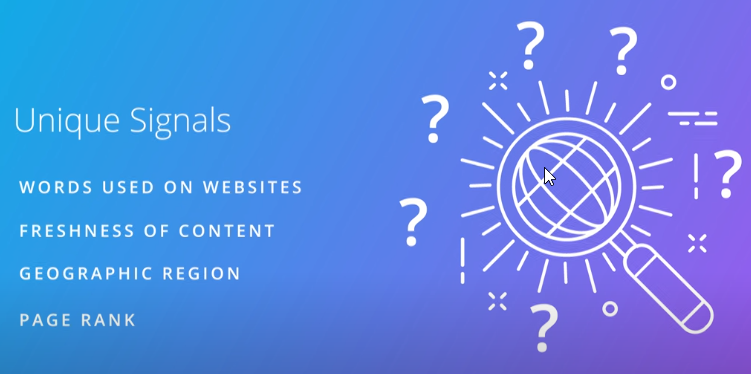 Unique Signals
WORDS USED ON WEBSITES
FRESHNESS OF CONTENT
GEOGRAPHIC REGION
PAGE RANK
? ? ? ? ? ?